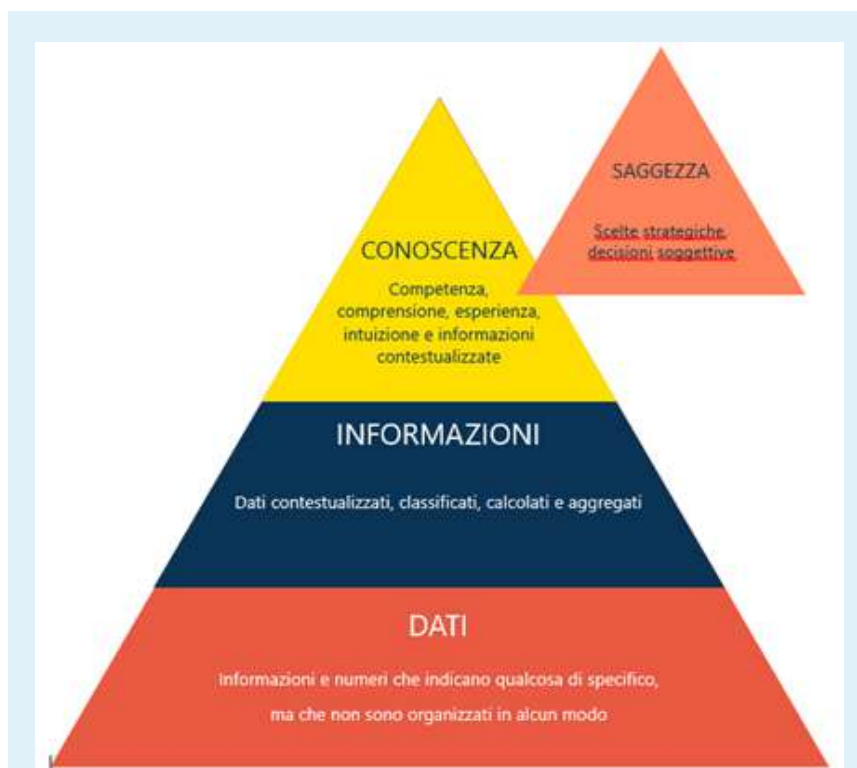 SAGGEZZA
Scelte strategiche,
decisioni soggettive
CONOSCENZA
Competenza,
comprensione, esperienza,
intuizione e informazioni
contestualizzate
INFORMAZIONI
Dati contestualizzati, classificati, calcolati e aggregati
DATI
Informazioni e numeri che indicano qualcosa di specifico,
ma che non sono organizzati in alcun modo